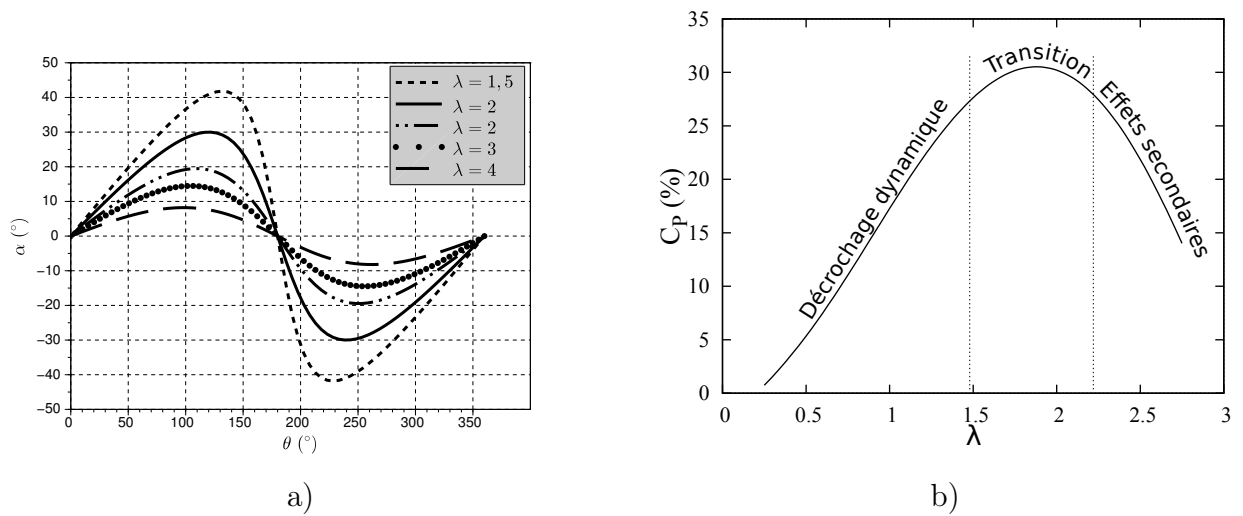 50
40
30
20
10
0
−10
−20
−30
−40
−50
α (°)
0
50
100
150
200
250
300
350
θ (°)
λ = 1, 5
λ = 2
λ = 2
λ = 3
λ = 4
a)
35
30
25
20
15
10
5
0
C_P (%)
0
0.5
1
1.5
2
2.5
3
λ
Décrochage dynamique
Transition
Effets secondaires
b)